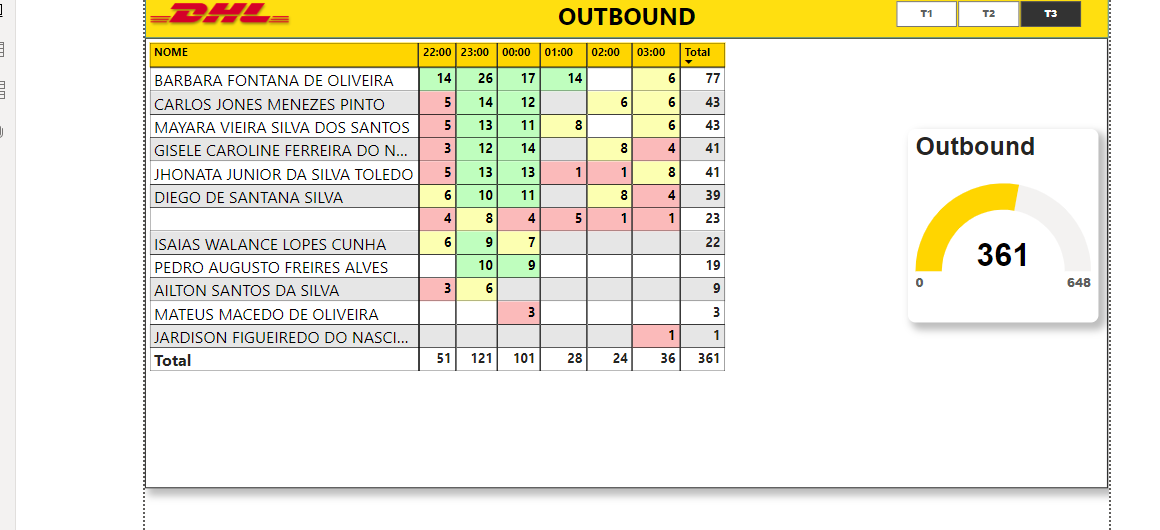 DHL
OUTBOUND
T1 T2 T3
NOME 22:00 23:00 00:00 01:00 02:00 03:00 Total
BARBARA FONTANA DE OLIVEIRA 14 26 17 14 6 77
CARLOS JONES MENEZES PINTO 5 14 12 6 6 43
MAYARA VIEIRA SILVA DOS SANTOS 5 13 11 8 6 43
GISELE CAROLINE FERREIRA DO N... 3 12 14 8 4 41
JHONATA JUNIOR DA SILVA TOLEDO 5 13 13 1 1 8 41
DIEGO DE SANTANA SILVA 6 10 11 8 4 39
4 8 4 5 1 1 23
ISAIAS WALANCE LOPES CUNHA 6 9 7 22
PEDRO AUGUSTO FREIRES ALVES 10 9 19
AILTON SANTOS DA SILVA 3 6 9
MATEUS MACEDO DE OLIVEIRA 3 3
JARDISON FIGUEIREDO DO NASCI... 1 1
Total 51 121 101 28 24 36 361
Outbound
361
0 648